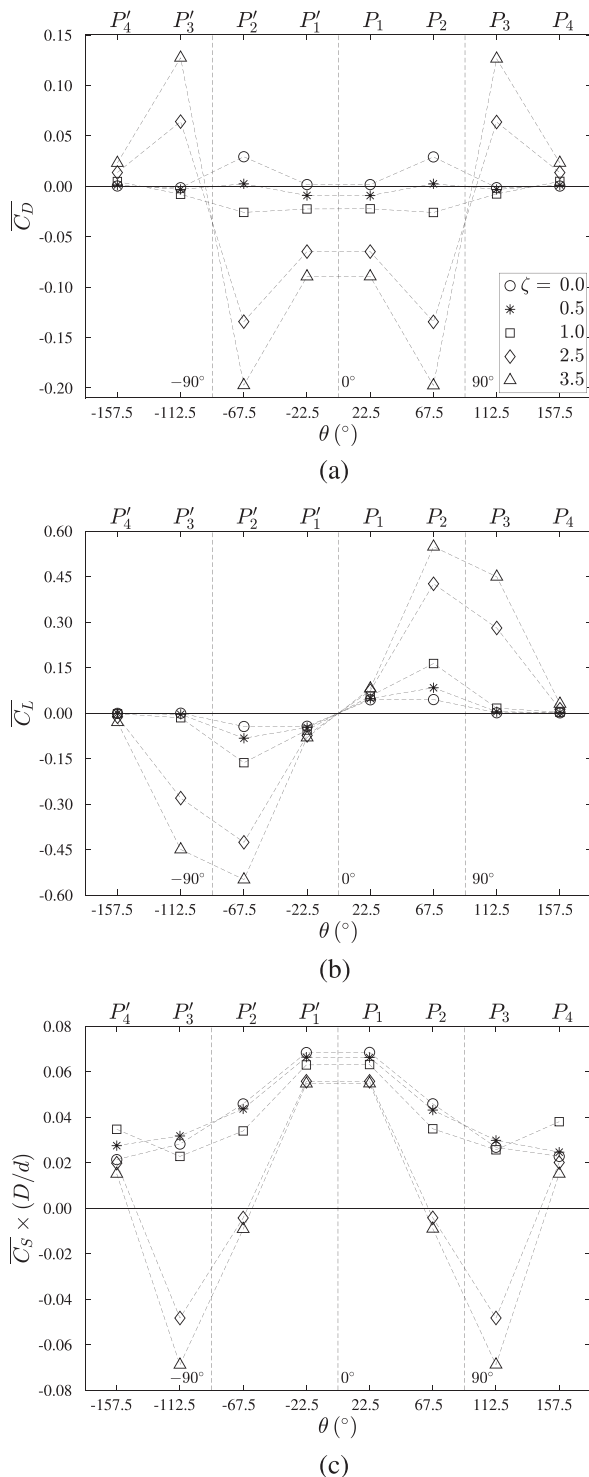 P′4 P′3 P′2 P′1 P1 P2 P3 P4
0.15
0.10
0.05
0.00
-0.05
-0.10
-0.15
-0.20
C_D
ζ = 0.0
0.5
1.0
2.5
3.5
−90° 0° 90°
-157.5 -112.5 -67.5 -22.5 22.5 67.5 112.5 157.5
θ (°)
(a)
P′4 P′3 P′2 P′1 P1 P2 P3 P4
0.60
0.45
0.30
0.15
0.00
-0.15
-0.30
-0.45
-0.60
C_L
−90° 0° 90°
-157.5 -112.5 -67.5 -22.5 22.5 67.5 112.5 157.5
θ (°)
(b)
P′4 P′3 P′2 P′1 P1 P2 P3 P4
0.08
0.06
0.04
0.02
0.00
-0.02
-0.04
-0.06
-0.08
C_S × (D/d)
−90° 0° 90°
-157.5 -112.5 -67.5 -22.5 22.5 67.5 112.5 157.5
θ (°)
(c)